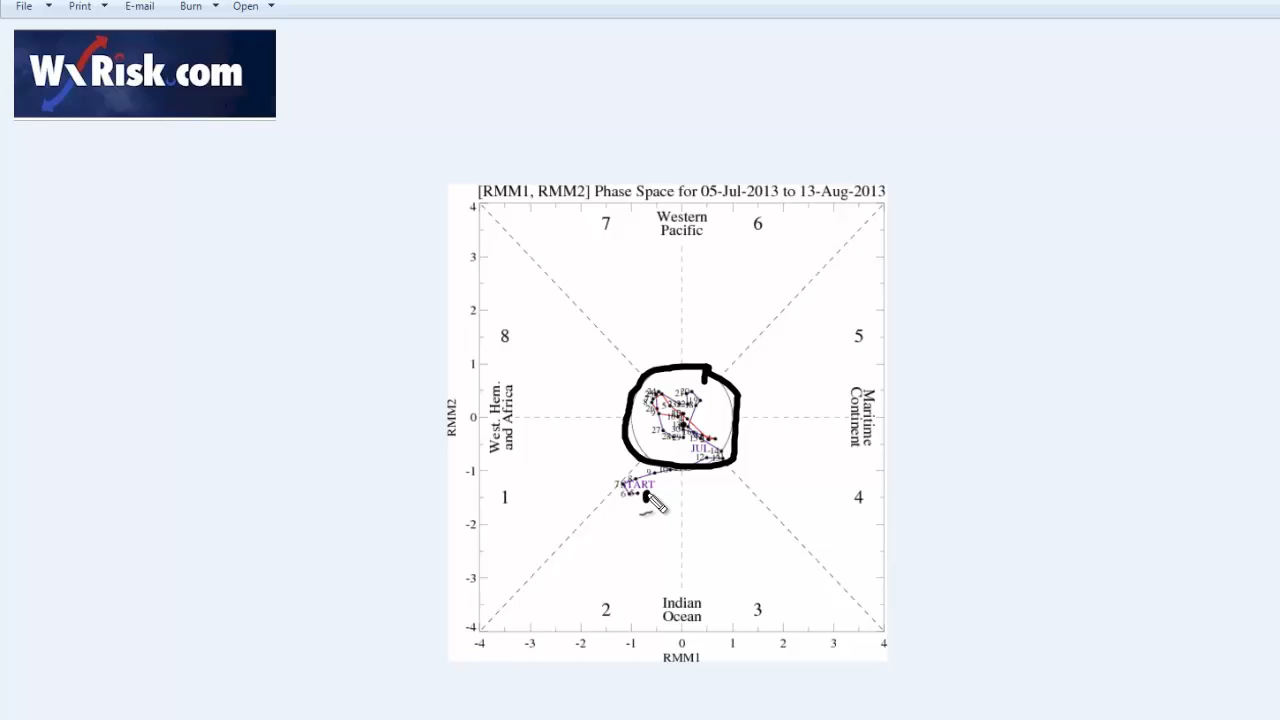 File Print E-mail Burn Open
WxRisk.com
[RMM1, RMM2] Phase Space for 05-Jul-2013 to 13-Aug-2013
4
3
2
1
0
-1
-2
-3
-4
RMM2
7
Western
Pacific
6
8
5
West. Hem.
and Africa
Maritime
Continent
JUL
START
1
4
2
Indian
Ocean
3
-4 -3 -2 -1 0 1 2 3 4
RMM1